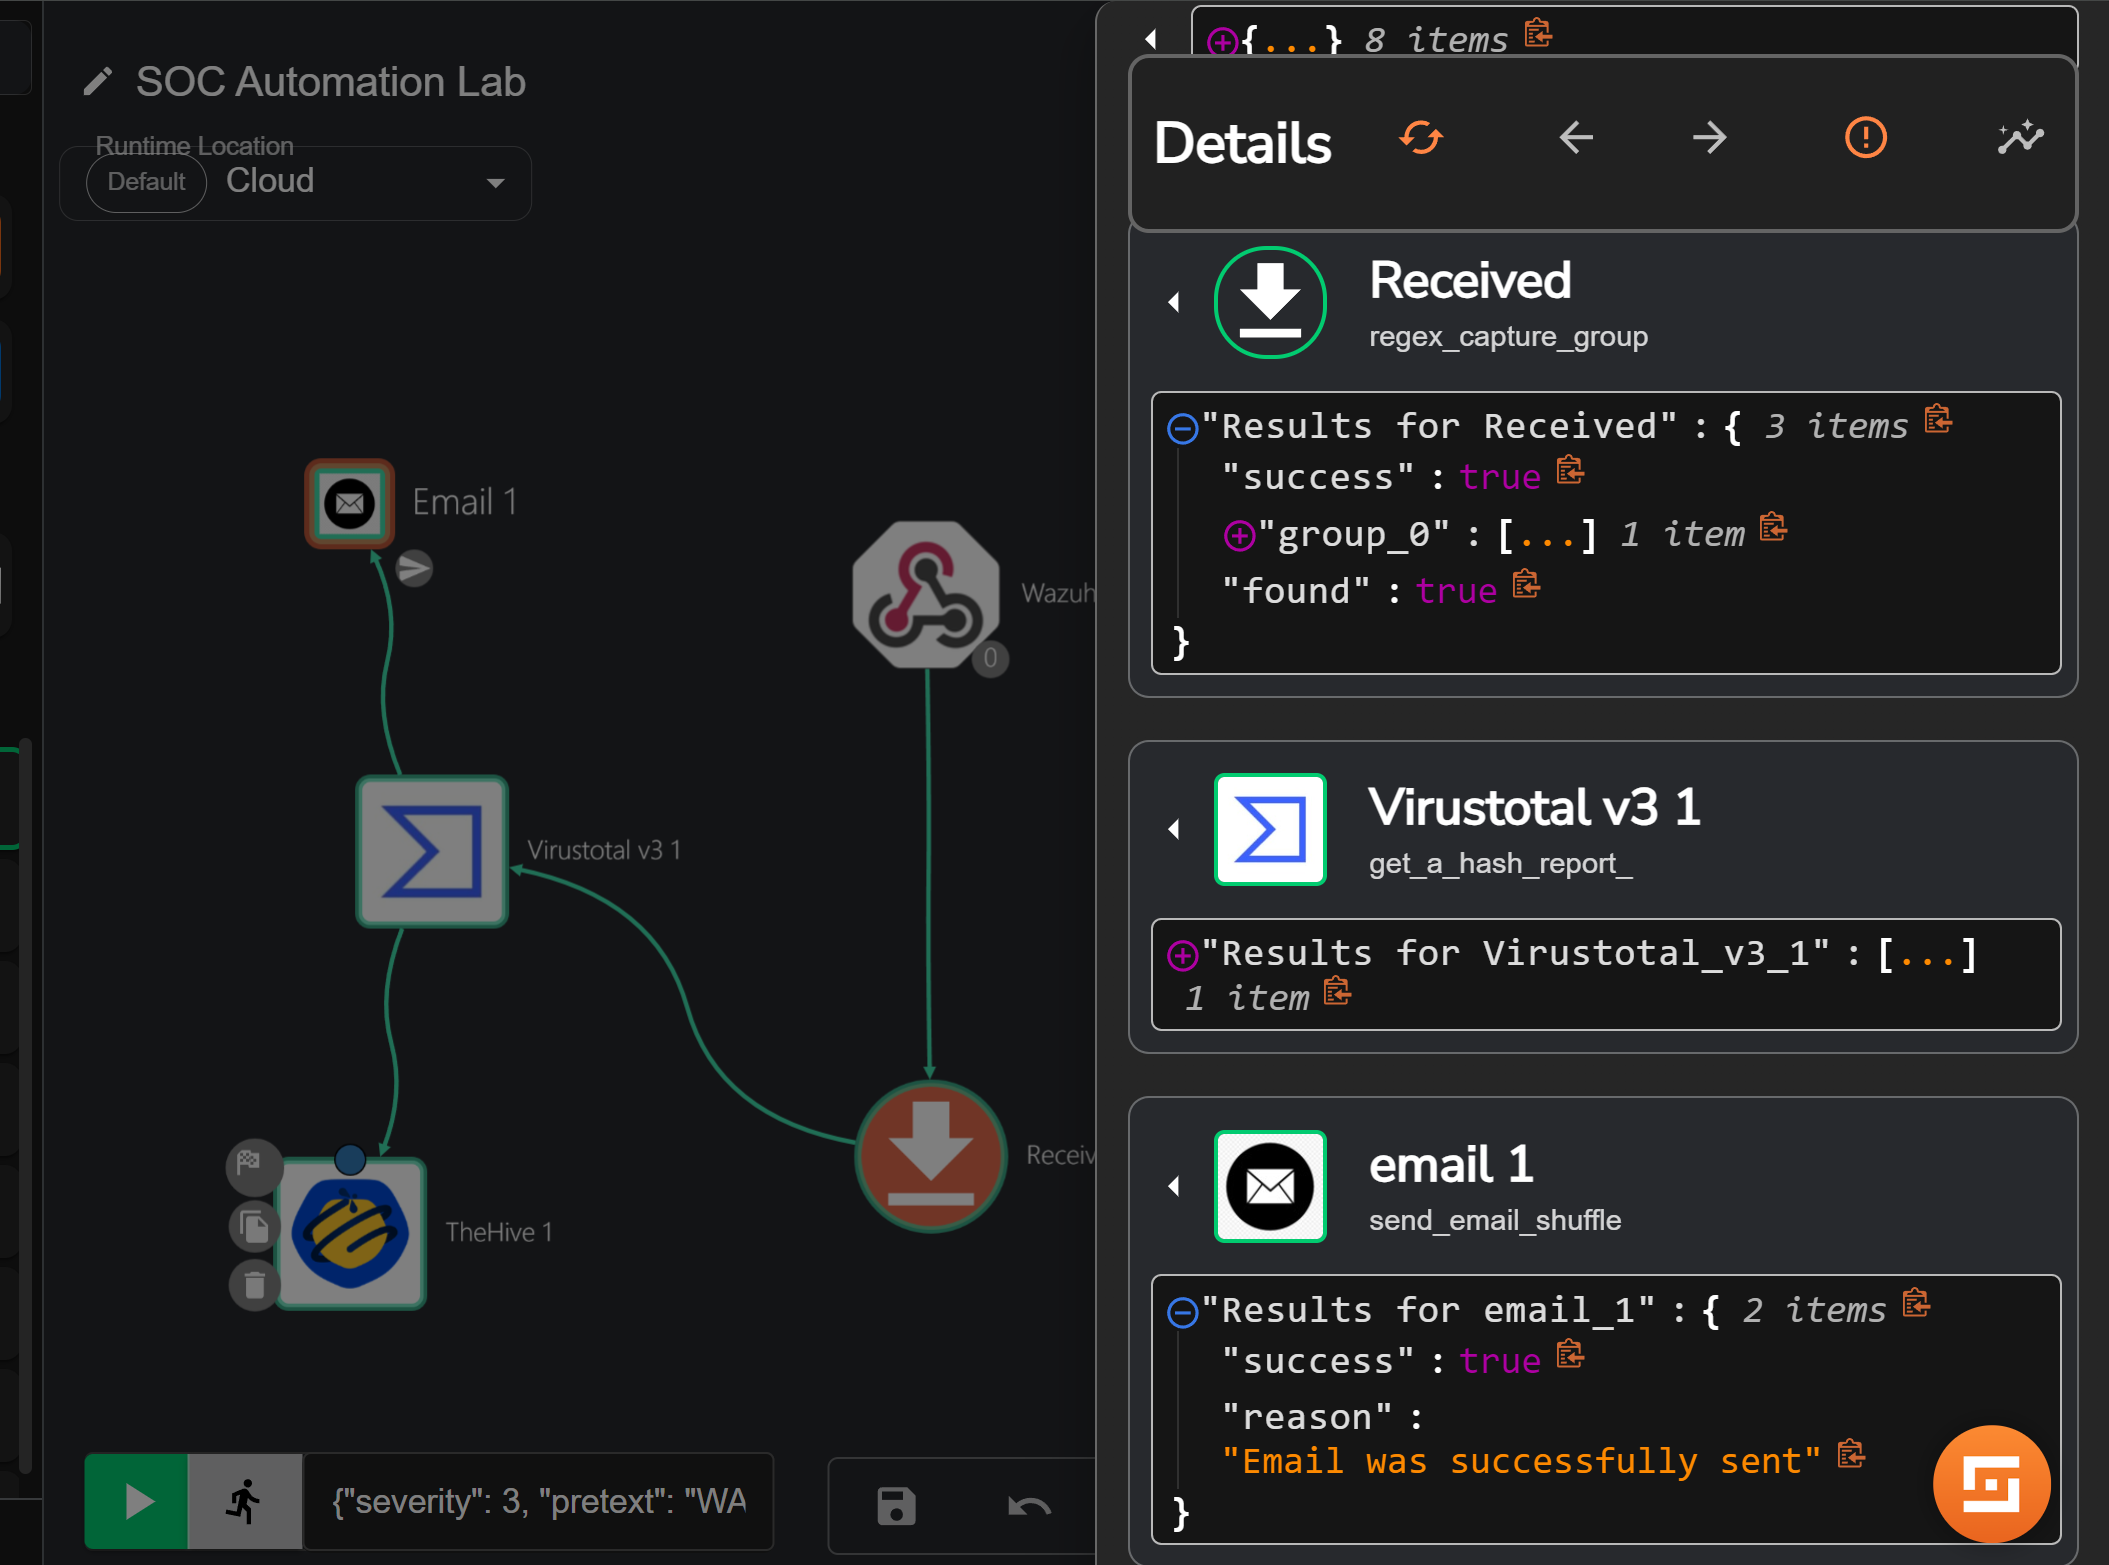 SOC Automation Lab
Runtime Location
Default Cloud
Email 1
Wazuh
0
Virustotal v3 1
Receiv
TheHive 1
{"severity": 3, "pretext": "WA
{...} 8 items
Details
Received
regex_capture_group
"Results for Received" : { 3 items
"success" : true
"group_0" : [...] 1 item
"found" : true
}
Virustotal v3 1
get_a_hash_report_
"Results for Virustotal_v3_1" : [...]
1 item
email 1
send_email_shuffle
"Results for email_1" : { 2 items
"success" : true
"reason" :
"Email was successfully sent"
}